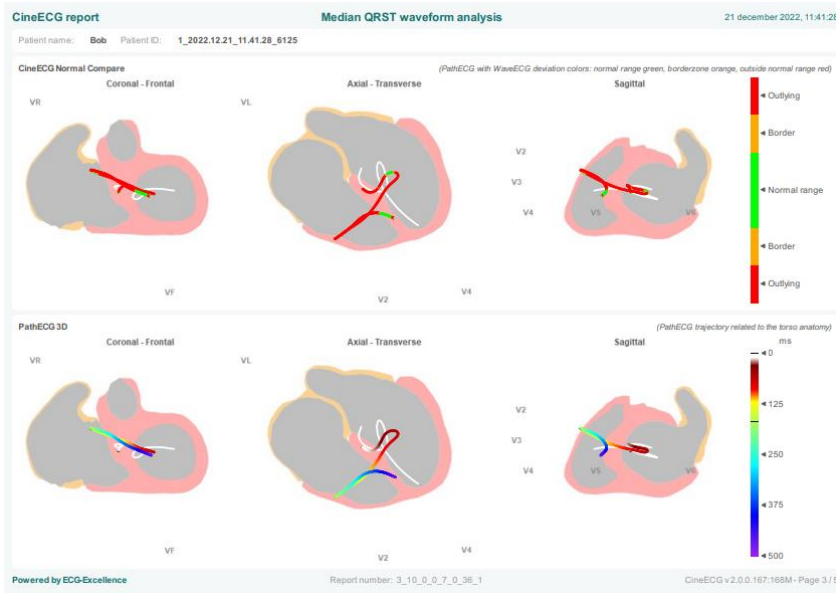 CineECG report Median QRST waveform analysis 21 december 2022, 11:41:28
Patient name: Bob Patient ID: 1_2022.12.21_11.41.28_6125
CineECG Normal Compare (PathECG with WaveECG deviation colors: normal range green, borderzone orange, outside normal range red)
Coronal - Frontal Axial - Transverse Sagittal
VR VL
Outlying
Border
V2
V3
Normal range
V4 V5 V6
Border
Outlying
VF V2 V4
PathECG 3D (PathECG trajectory related to the torso anatomy)
Coronal - Frontal Axial - Transverse Sagittal ms
VR VL 0
125
V2
V3
250
V4 V5 V6
375
VF V2 V4 500
Powered by ECG-Excellence Report number: 3_10_0_0_7_0_36_1 CineECG v2.0.0.167:168M - Page 3 /